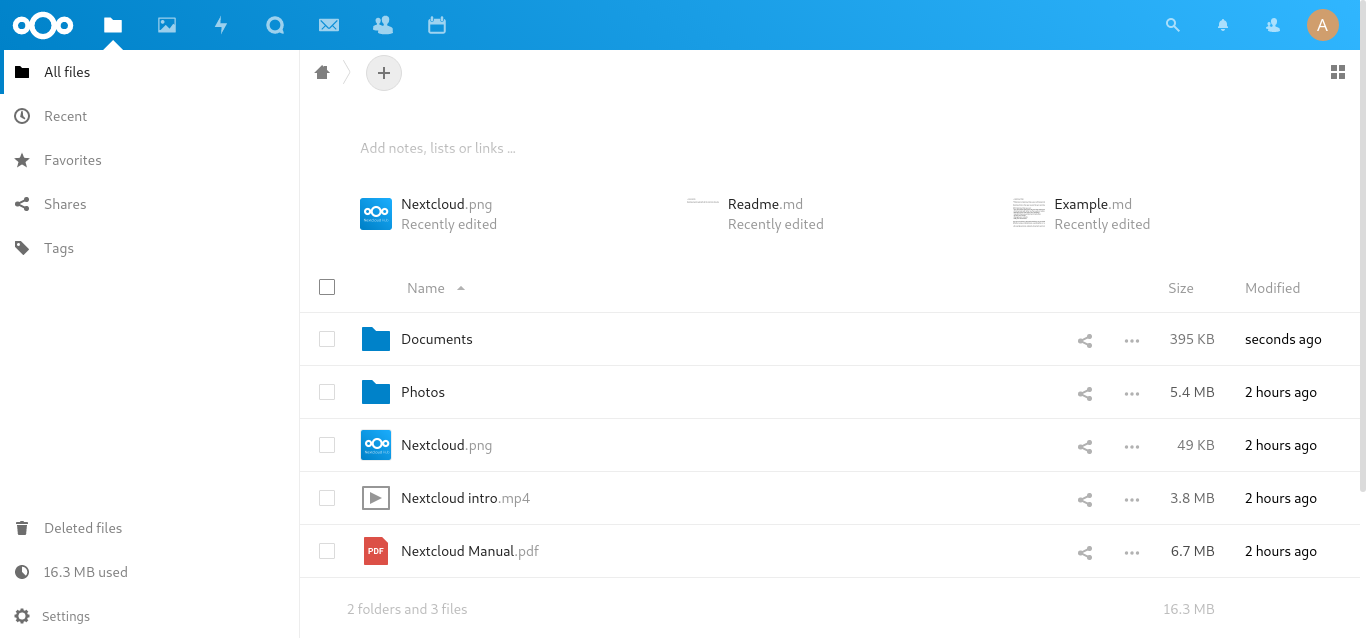 A
All files
Recent
Favorites
Shares
Tags
Deleted files
16.3 MB used
Settings
Add notes, lists or links ...
Nextcloud.png
Recently edited
Readme.md
Recently edited
Example.md
Recently edited
Name Size Modified
Documents 395 KB seconds ago
Photos 5.4 MB 2 hours ago
Nextcloud.png 49 KB 2 hours ago
Nextcloud intro.mp4 3.8 MB 2 hours ago
PDF Nextcloud Manual.pdf 6.7 MB 2 hours ago
2 folders and 3 files 16.3 MB